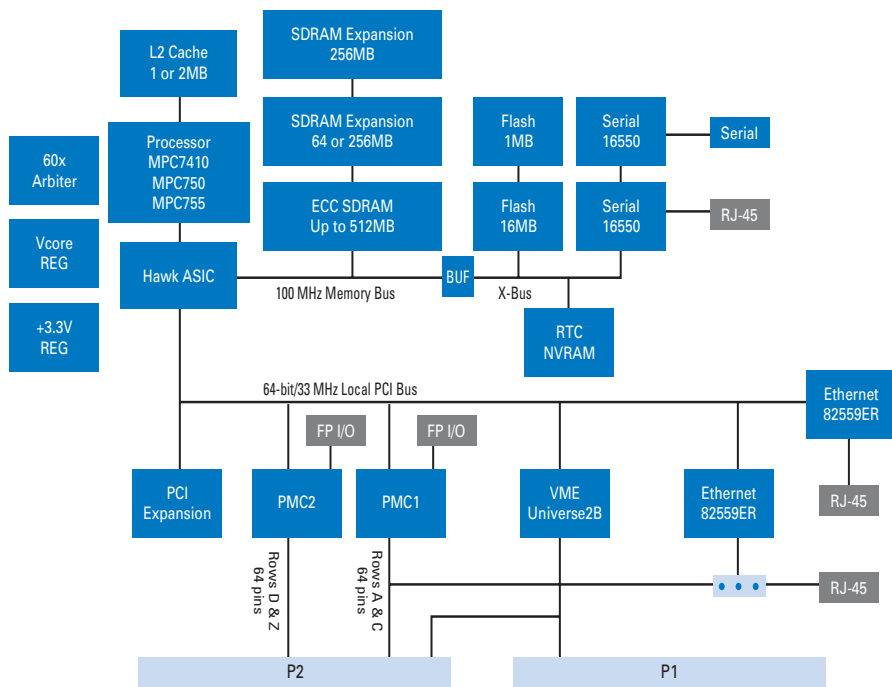 L2 Cache
1 or 2MB
SDRAM Expansion
256MB
60x
Arbiter
Processor
MPC7410
MPC750
MPC755
SDRAM Expansion
64 or 256MB
Flash
1MB
Serial
16550
Serial
Vcore
REG
ECC SDRAM
Up to 512MB
Flash
16MB
Serial
16550
RJ-45
Hawk ASIC
BUF
100 MHz Memory Bus
X-Bus
+3.3V
REG
RTC
NVRAM
64-bit/33 MHz Local PCI Bus
Ethernet
82559ER
FP I/O
FP I/O
PCI
Expansion
PMC2
PMC1
VME
Universe2B
Ethernet
82559ER
RJ-45
Rows D & Z
64 pins
Rows A & C
64 pins
RJ-45
P2
P1